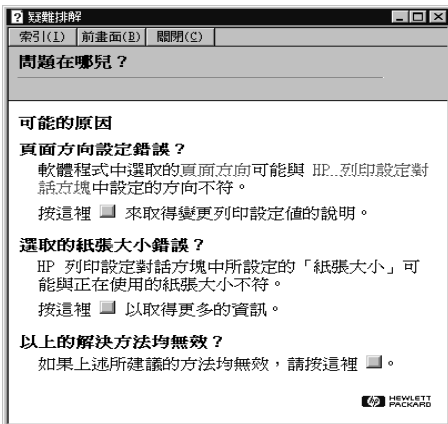 ? 疑難排解
索引(I) 前畫面(B) 關閉(C)
問題在哪兒？
可能的原因
頁面方向設定錯誤？
軟體程式中選取的頁面方向可能與 HP 列印設定對
話方塊中設定的方向不符。
按這裡 來取得變更列印設定值的說明。
選取的紙張大小錯誤？
HP 列印設定對話方塊中所設定的「紙張大小」可
能與正在使用的紙張大小不符。
按這裡 以取得更多的資訊。
以上的解決方法均無效？
如果上述所建議的方法均無效，請按這裡 。
hp HEWLETT
PACKARD